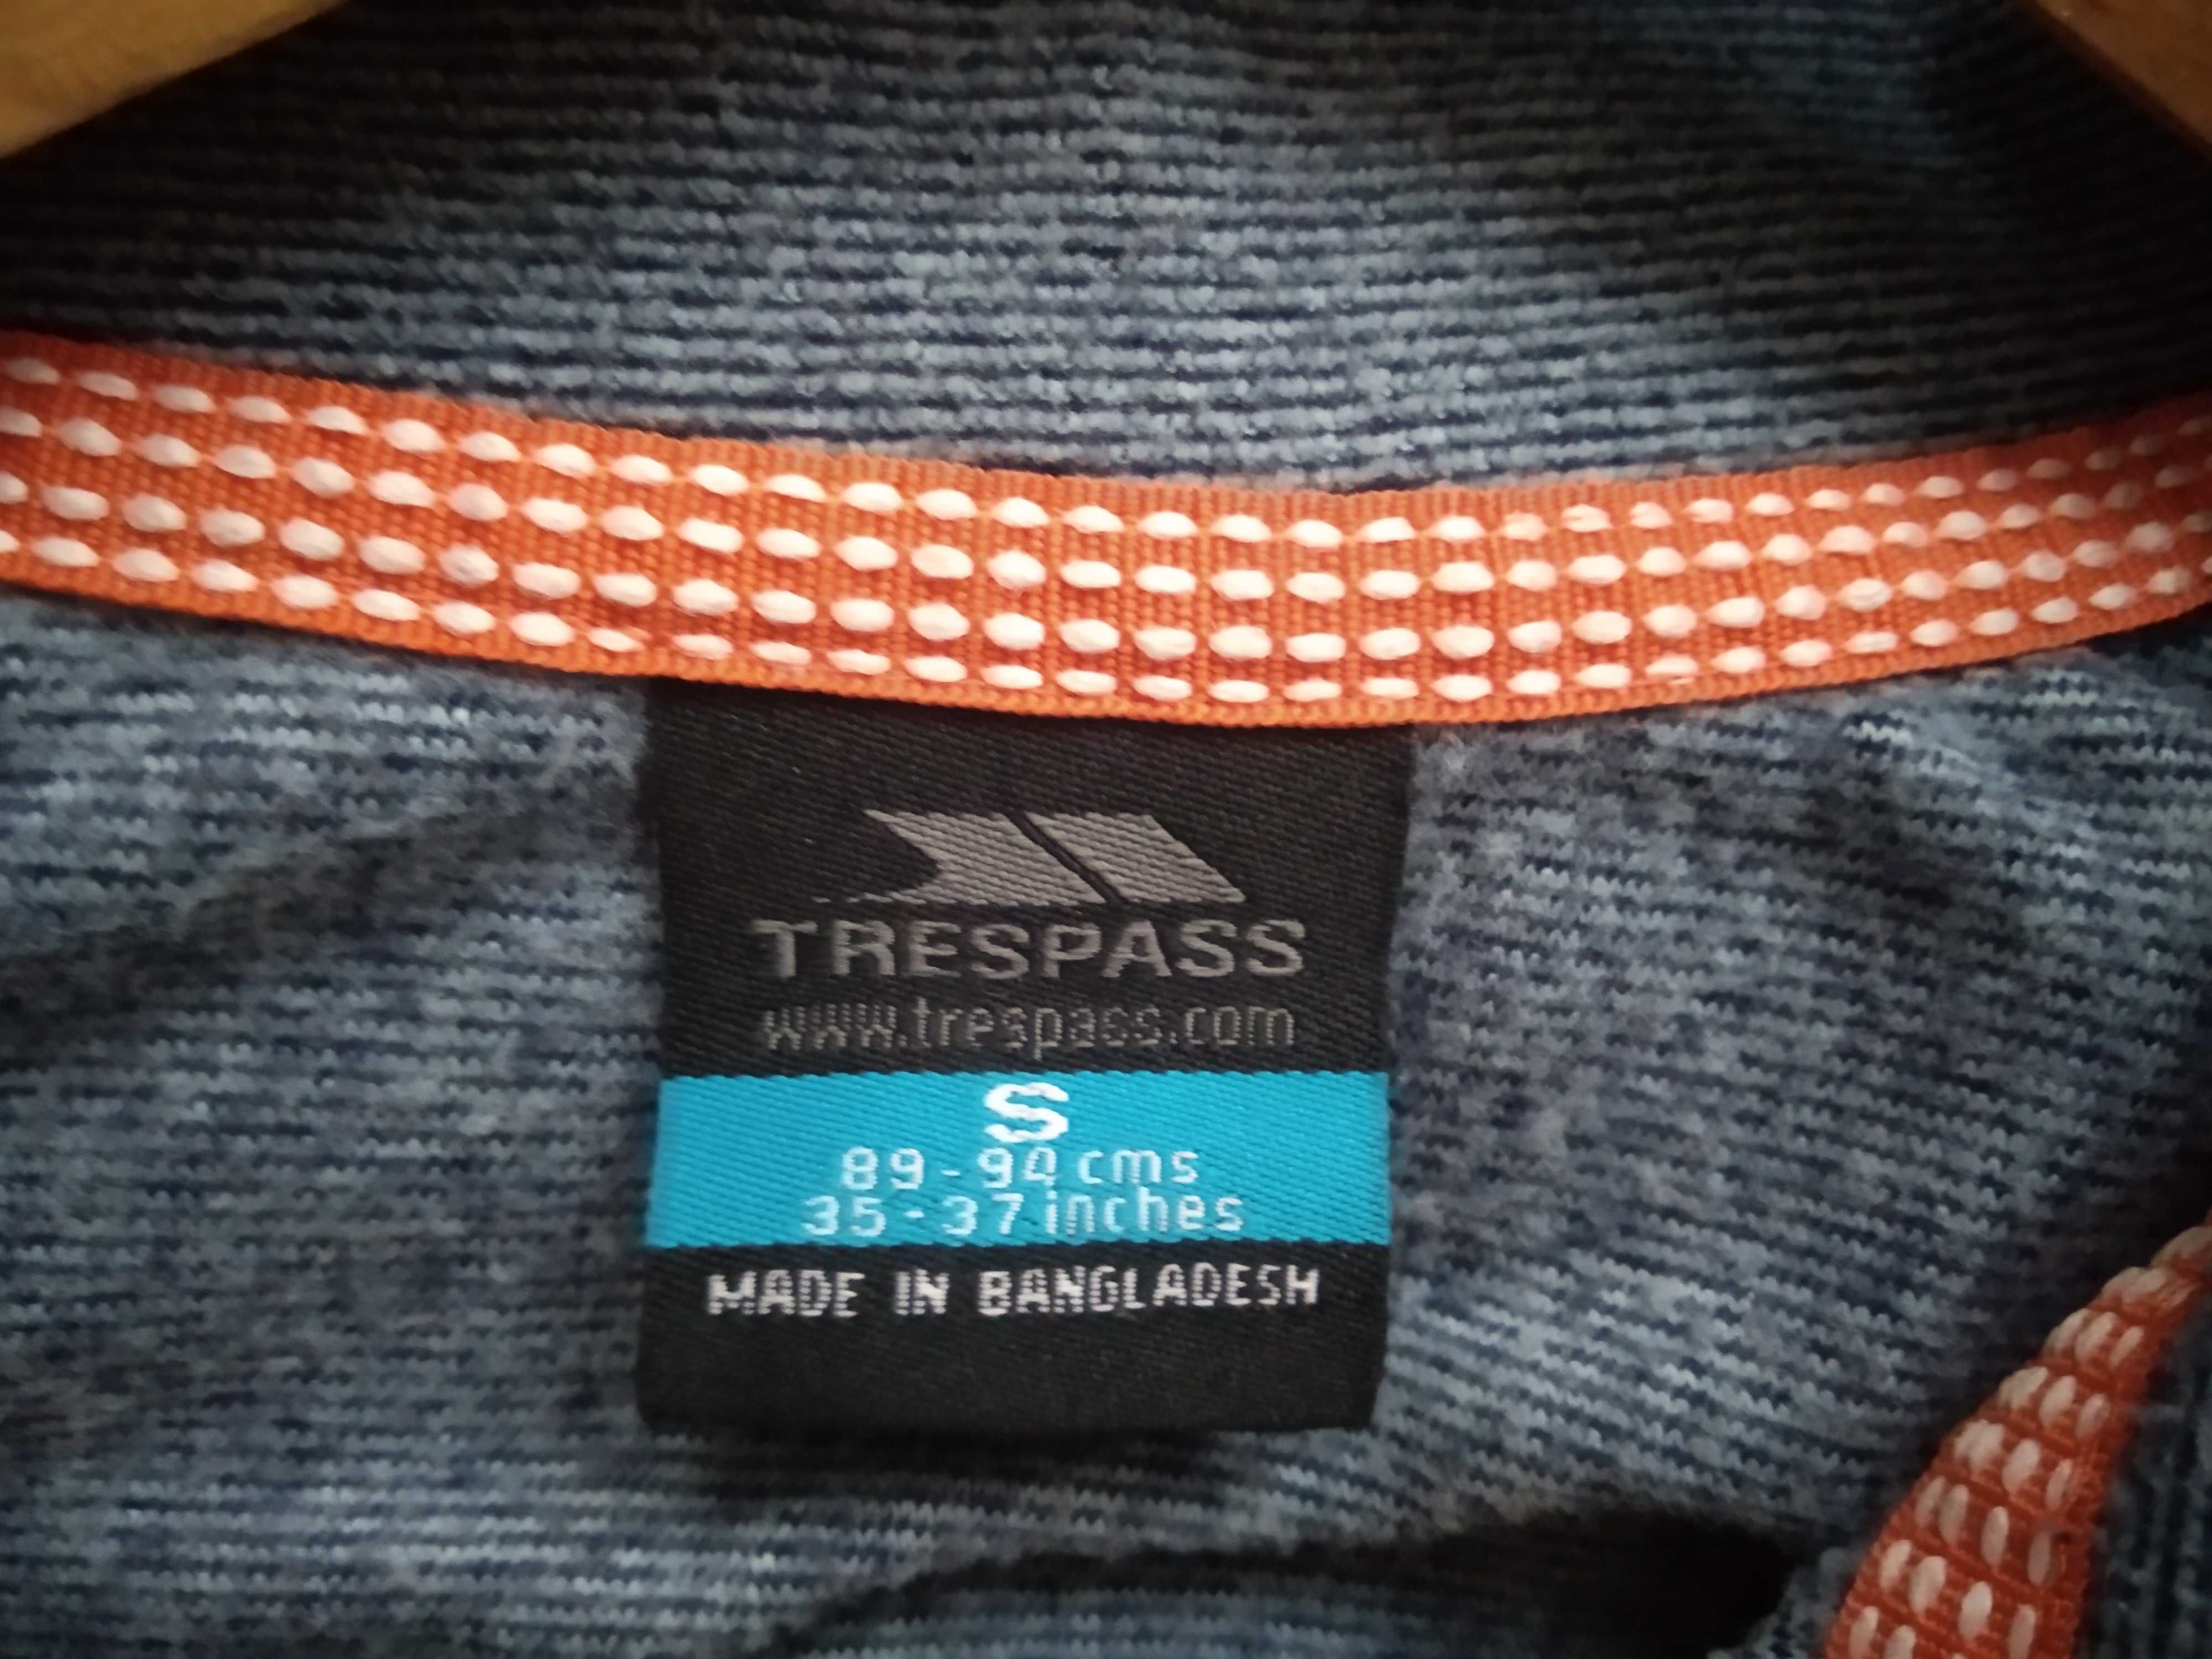 TRESPASS
www.trespass.com
S
89-94 cms
35-37 inches
MADE IN BANGLADESH